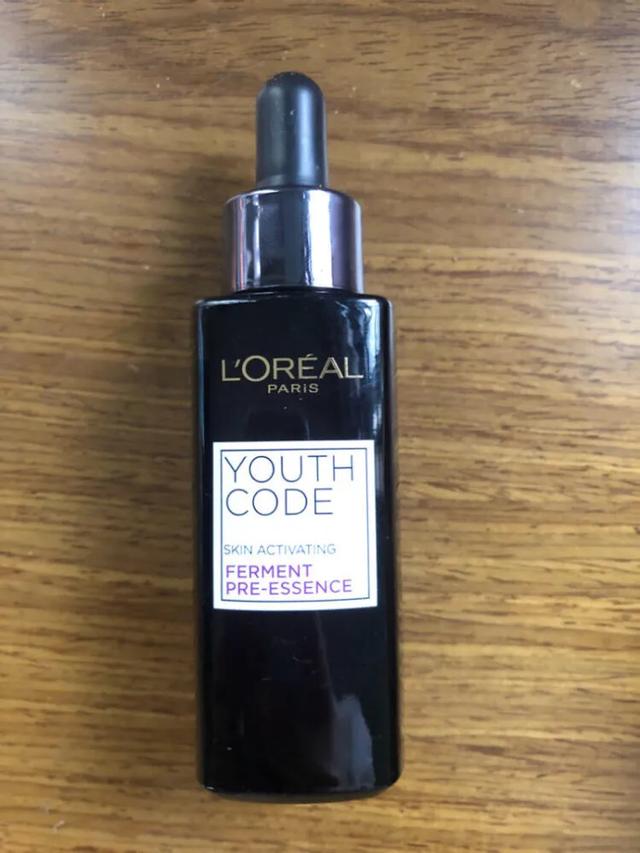 L'ORÉAL
PARIS
YOUTH
CODE
SKIN ACTIVATING
FERMENT
PRE-ESSENCE